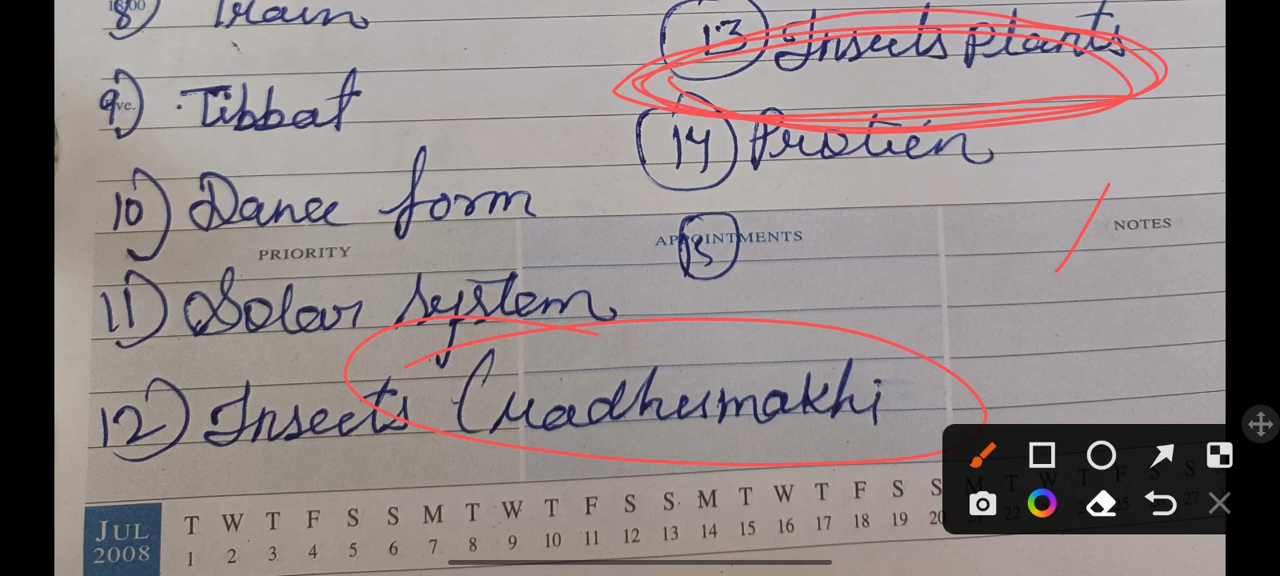 8) Train
9) Tibbat
10) Dance form
PRIORITY
11) Solar system
12) Insects (Madhumakhi
13 Insects plants
14 Protien
APPOINTMENTS
15
NOTES
JUL
2008
T W T F S S M T W T F S S M T W T F S S M
1 2 3 4 5 6 7 8 9 10 11 12 13 14 15 16 17 18 19 20